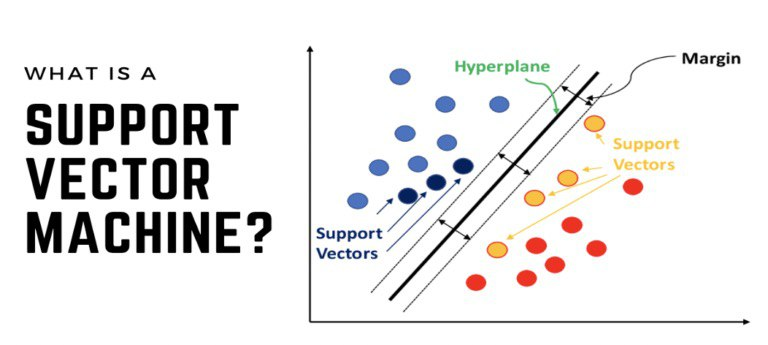 WHAT IS A
SUPPORT
VECTOR
MACHINE?
Hyperplane
Margin
Support
Vectors
Support
Vectors